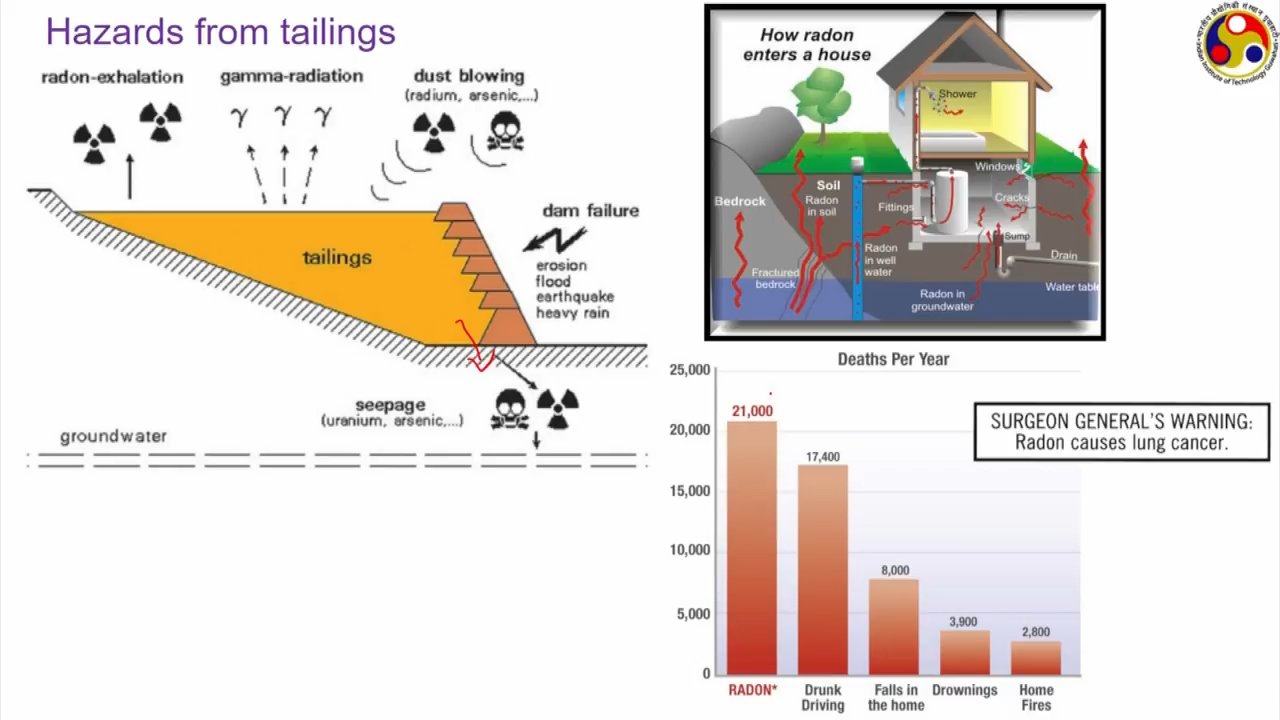 Hazards from tailings
radon-exhalation
gamma-radiation
dust blowing
(radium, arsenic,...)
γ γ γ
tailings
dam failure
erosion
flood
earthquake
heavy rain
seepage
(uranium, arsenic,...)
groundwater
How radon
enters a house
Shower
Windows
Bedrock
Soil
Radon
in soil
Fittings
Cracks
Sump
Radon
in well
water
Drain
Fractured
bedrock
Radon in
groundwater
Water tabl
Deaths Per Year
25,000
20,000
15,000
10,000
5,000
0
21,000
17,400
8,000
3,900
2,800
RADON*
Drunk
Driving
Falls in
the home
Drownings
Home
Fires
SURGEON GENERAL'S WARNING:
Radon causes lung cancer.